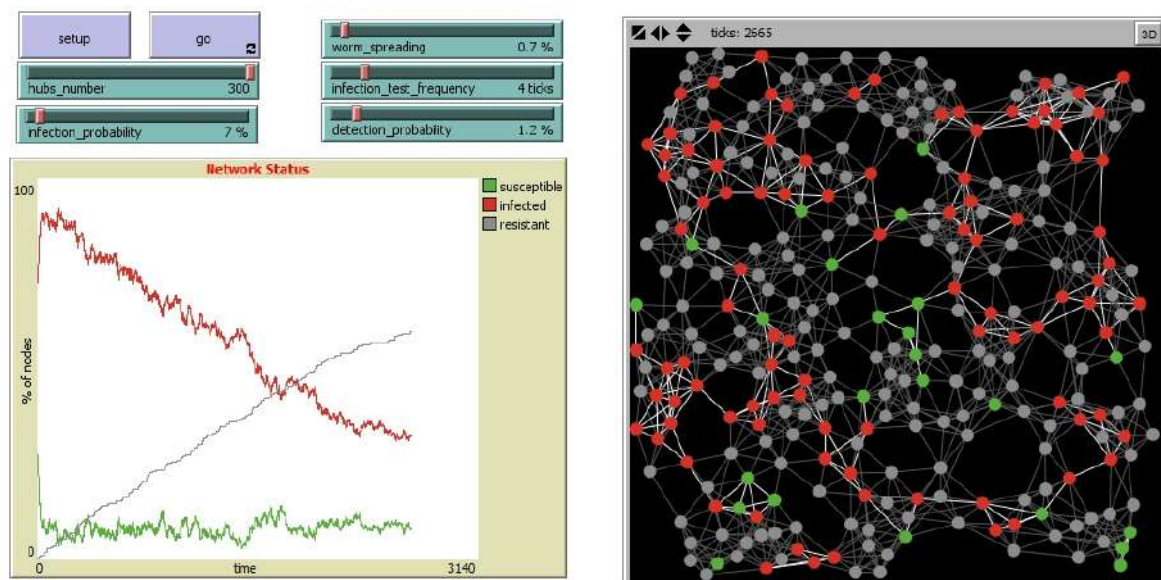 setup
go
hubs_number 300
infection_probability 7 %
worm_spreading 0.7 %
infection_test_frequency 4 ticks
detection_probablity 1.2 %
Network Status
100
% of nodes
0
0
time
3140
susceptible
infected
resistant
ticks: 2665
3D